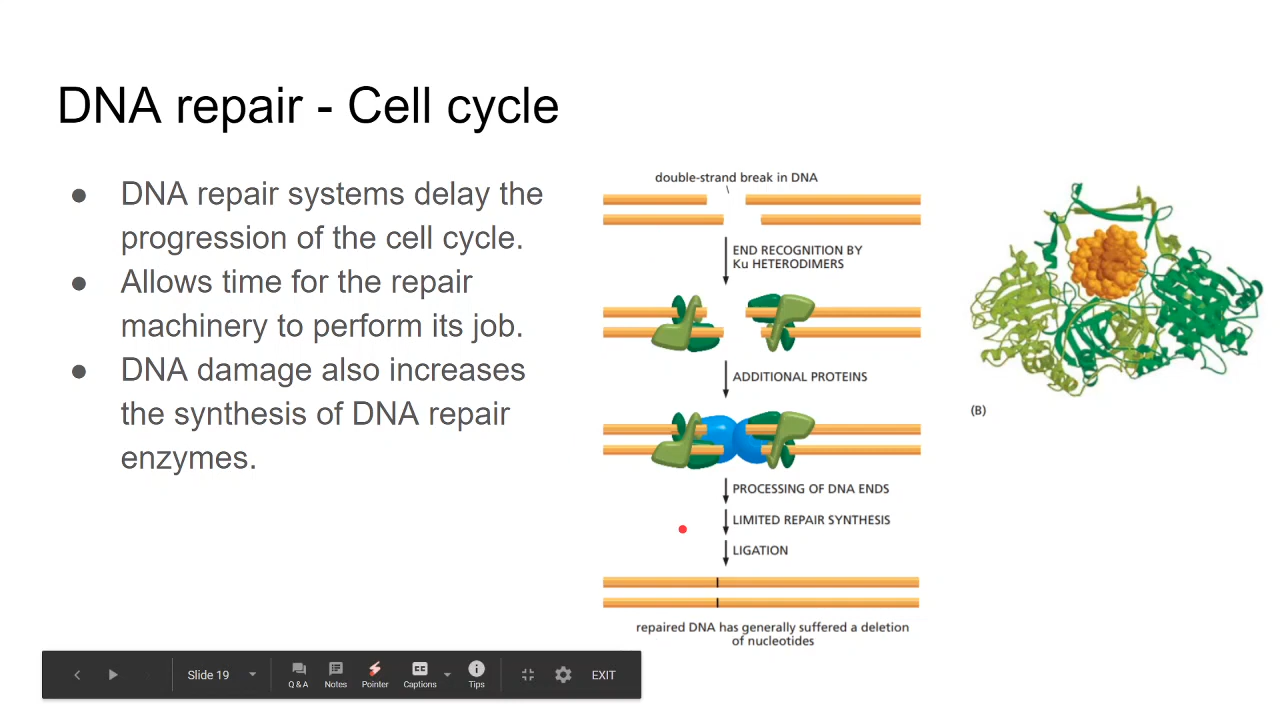 DNA repair - Cell cycle
● DNA repair systems delay the
progression of the cell cycle.
● Allows time for the repair
machinery to perform its job.
● DNA damage also increases
the synthesis of DNA repair
enzymes.
double-strand break in DNA
END RECOGNITION BY
Ku HETERODIMERS
ADDITIONAL PROTEINS
PROCESSING OF DNA ENDS
LIMITED REPAIR SYNTHESIS
LIGATION
repaired DNA has generally suffered a deletion
of nucleotides
(B)
Slide 19
Q & A
Notes
Pointer
CC
Captions
Tips
EXIT